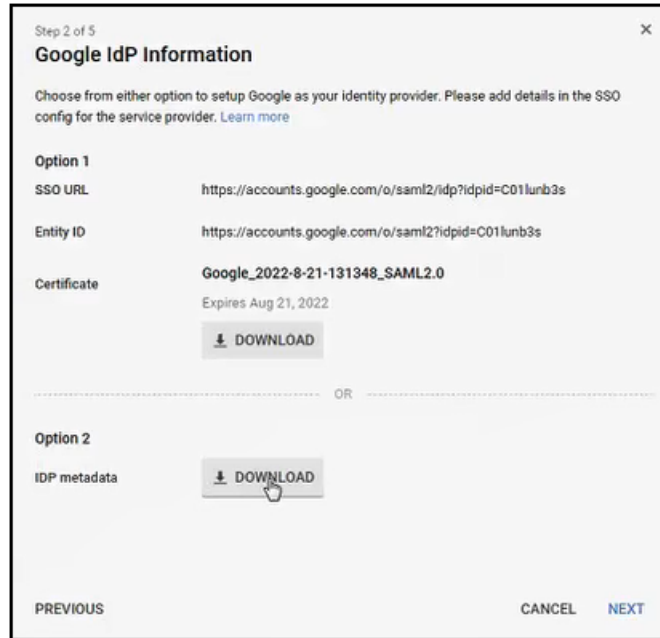 Step 2 of 5
Google IdP Information
Choose from either option to setup Google as your identity provider. Please add details in the SSO
config for the service provider. Learn more
Option 1
SSO URL https://accounts.google.com/o/saml2/idp?idpid=C01lunb3s
Entity ID https://accounts.google.com/o/saml2?idpid=C01lunb3s
Certificate Google_2022-8-21-131348_SAML2.0
Expires Aug 21, 2022
DOWNLOAD
OR
Option 2
IDP metadata DOWNLOAD
PREVIOUS CANCEL NEXT